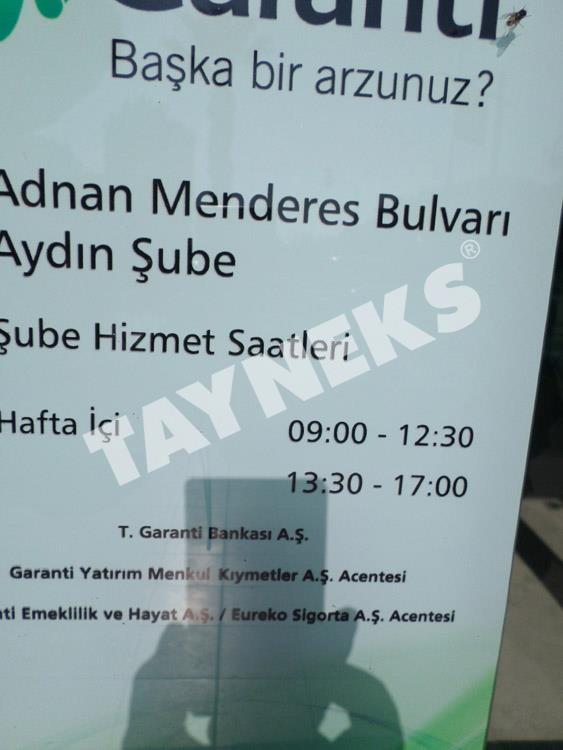 Garanti
Başka bir arzunuz?
Adnan Menderes Bulvarı
Aydın Şube
Şube Hizmet Saatleri
Hafta İçi 09:00 - 12:30
13:30 - 17:00
TAYNEKS®
T. Garanti Bankası A.Ş.
Garanti Yatırım Menkul Kıymetler A.Ş. Acentesi
ti Emeklilik ve Hayat A.Ş. / Eureko Sigorta A.Ş. Acentesi